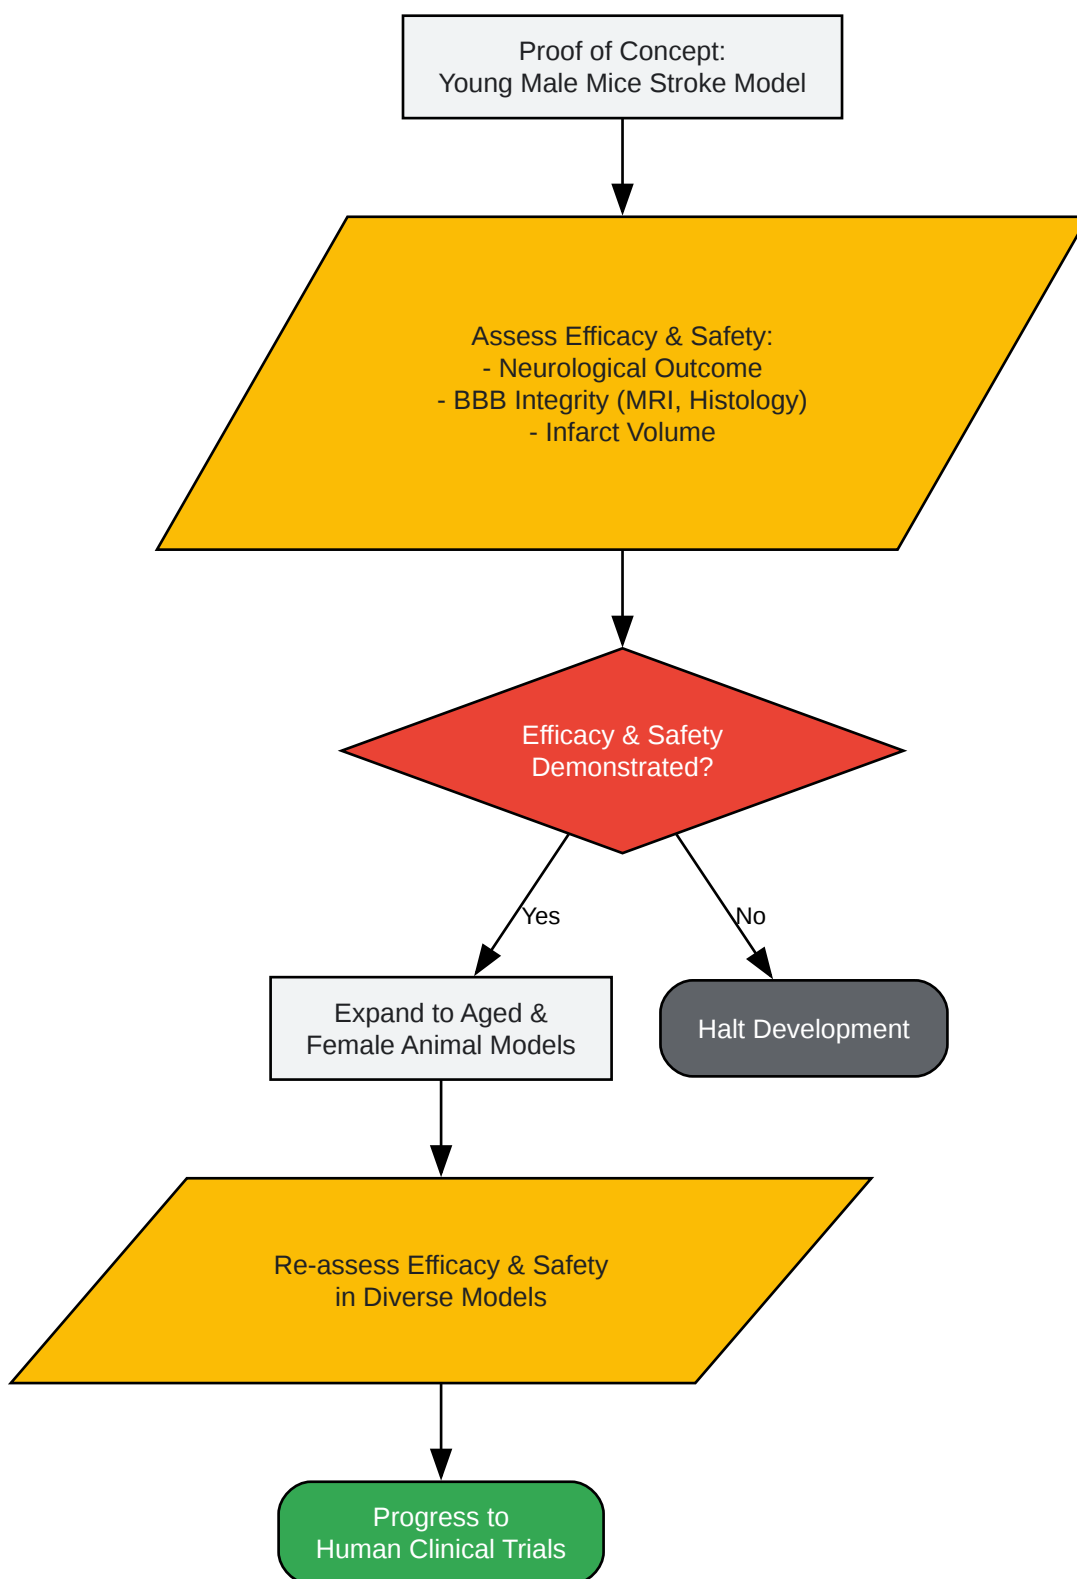 Proof of Concept:
Young Male Mice Stroke Model
Assess Efficacy & Safety:
- Neurological Outcome
- BBB Integrity (MRI, Histology)
- Infarct Volume
Efficacy & Safety
Demonstrated?
Yes
No
Expand to Aged &
Female Animal Models
Halt Development
Re-assess Efficacy & Safety
in Diverse Models
Progress to
Human Clinical Trials